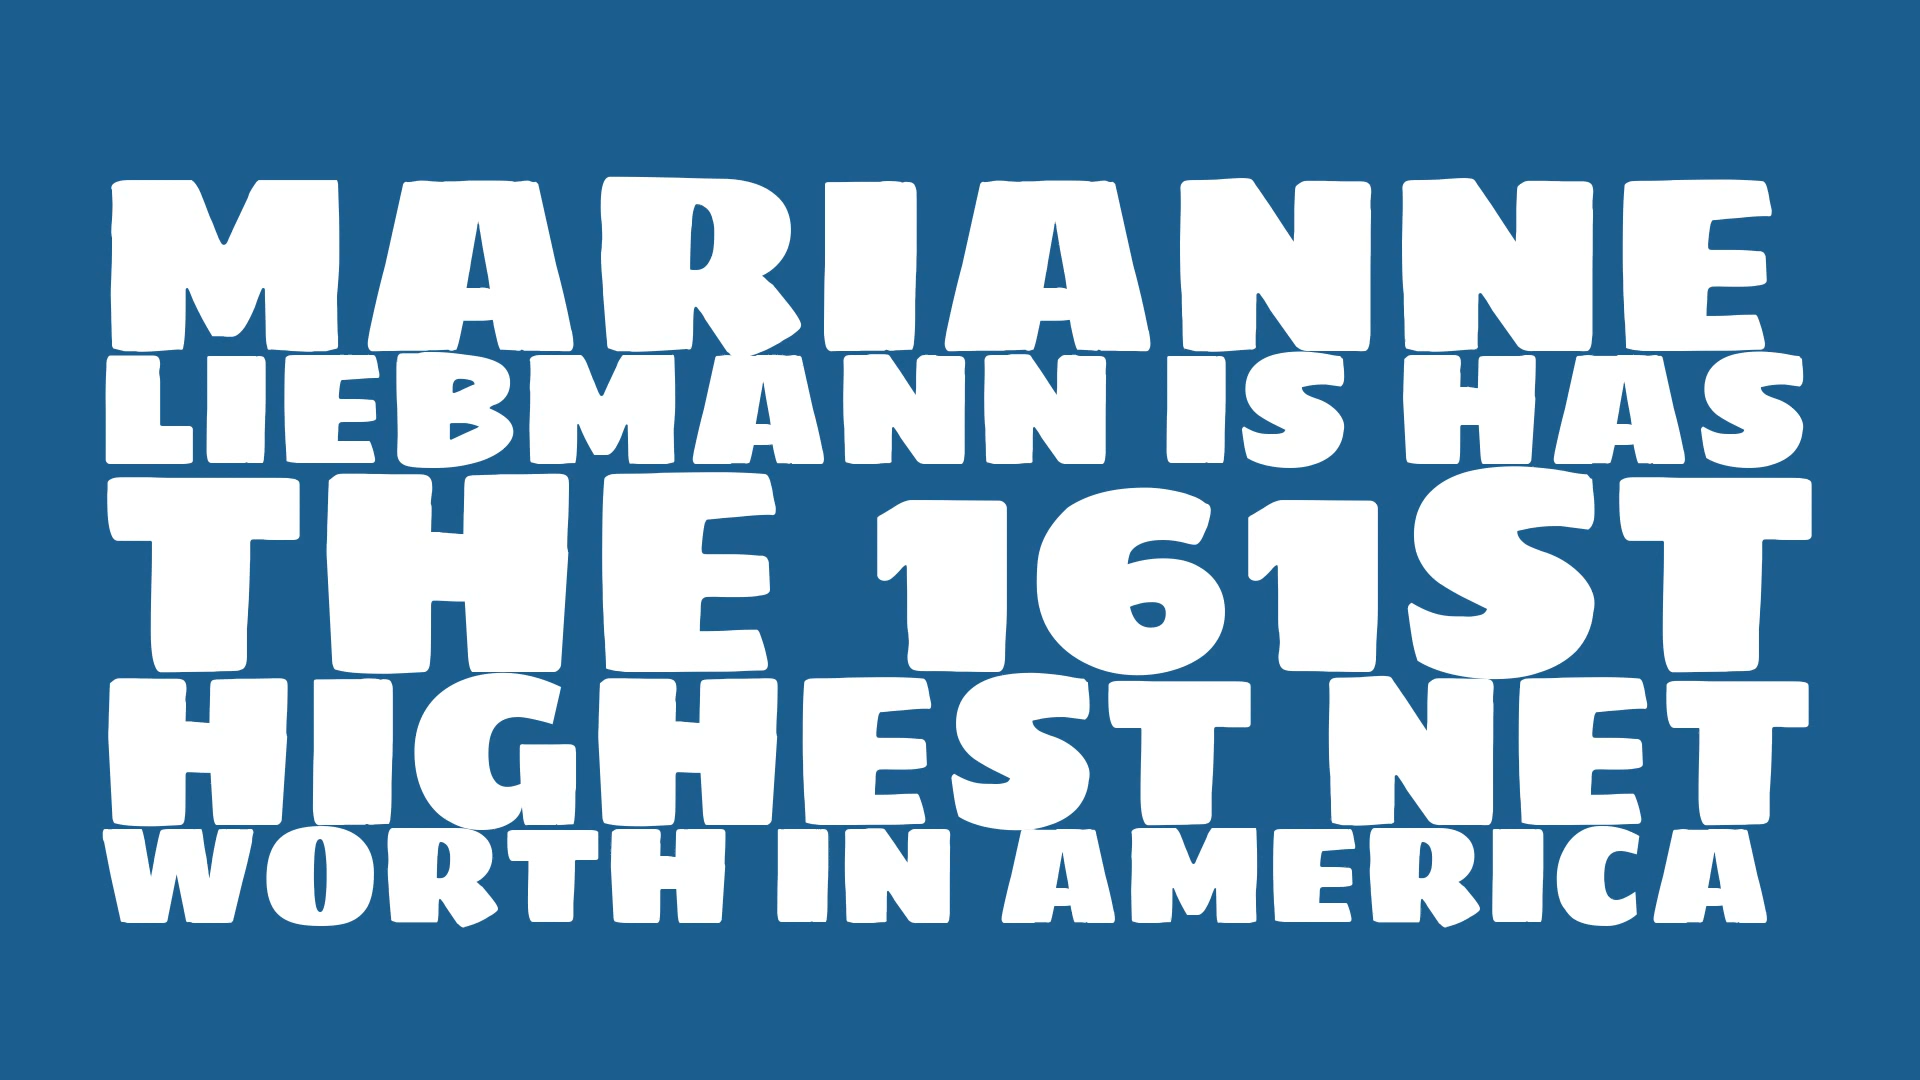 MARIANNE
LIEBMANN IS HAS
THE 161ST
HIGHEST NET
WORTH IN AMERICA